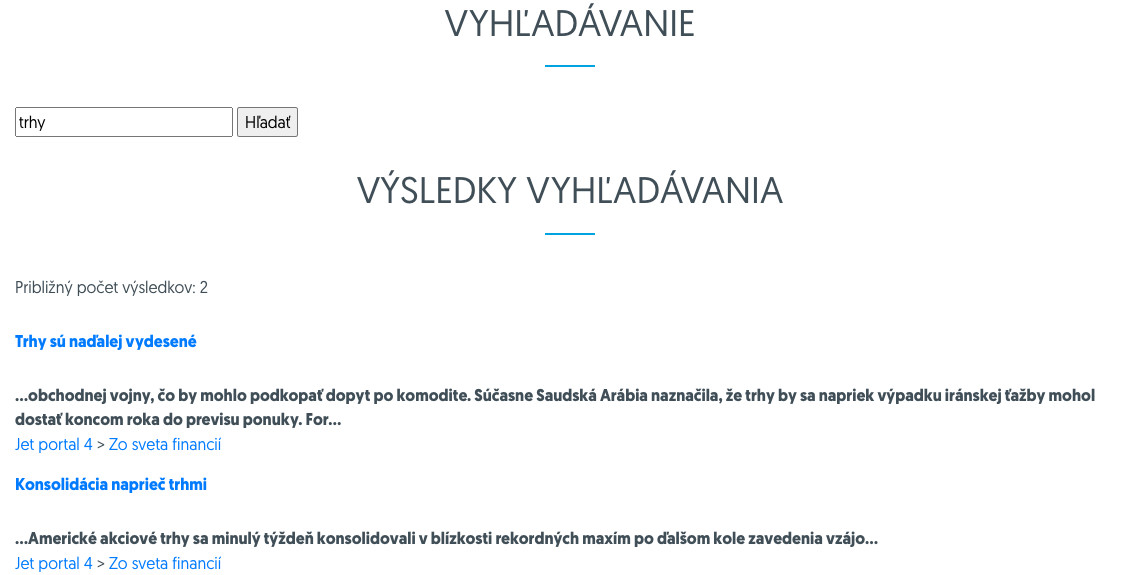 VYHĽADÁVANIE
trhy Hľadať
VÝSLEDKY VYHĽADÁVANIA
Približný počet výsledkov: 2
Trhy sú naďalej vydesené
...obchodnej vojny, čo by mohlo podkopať dopyt po komodite. Súčasne Saudská Arábia naznačila, že trhy by sa napriek výpadku iránskej ťažby mohol
dostať koncom roka do previsu ponuky. For...
Jet portal 4 > Zo sveta financií
Konsolidácia naprieč trhmi
...Americké akciové trhy sa minulý týždeň konsolidovali v blízkosti rekordných maxím po ďalšom kole zavedenia vzájo...
Jet portal 4 > Zo sveta financií